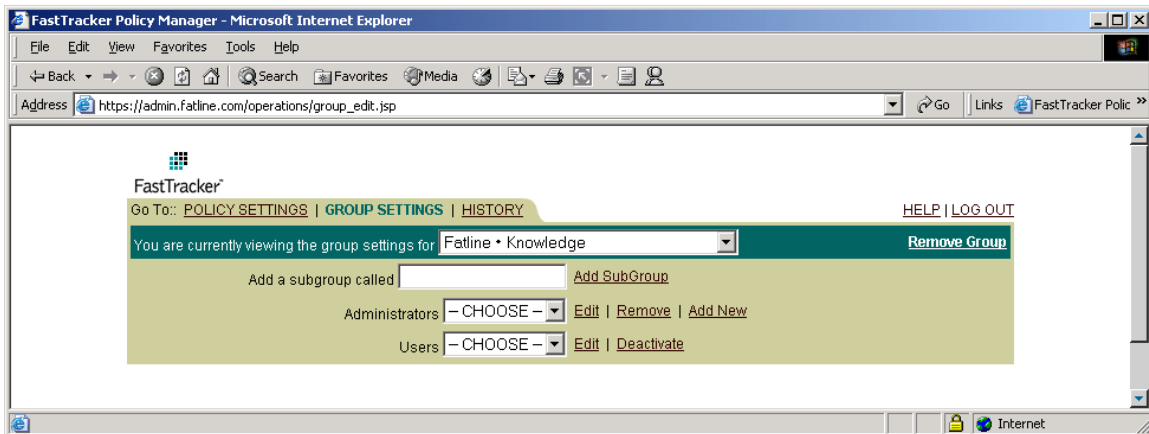 FastTracker Policy Manager - Microsoft Internet Explorer
File Edit View Favorites Tools Help
Back Search Favorites Media
Address https://admin.fatline.com/operations/group_edit.jsp Go Links FastTracker Polic »
FastTracker™
Go To:: POLICY SETTINGS | GROUP SETTINGS | HISTORY HELP | LOG OUT
You are currently viewing the group settings for Fatline • Knowledge Remove Group
Add a subgroup called Add SubGroup
Administrators – CHOOSE – Edit | Remove | Add New
Users – CHOOSE – Edit | Deactivate
Internet